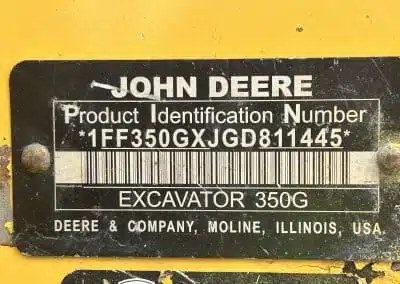 JOHN DEERE
Product Identification Number
*1FF350GXJGD811445*
EXCAVATOR 350G
DEERE & COMPANY, MOLINE, ILLINOIS, USA